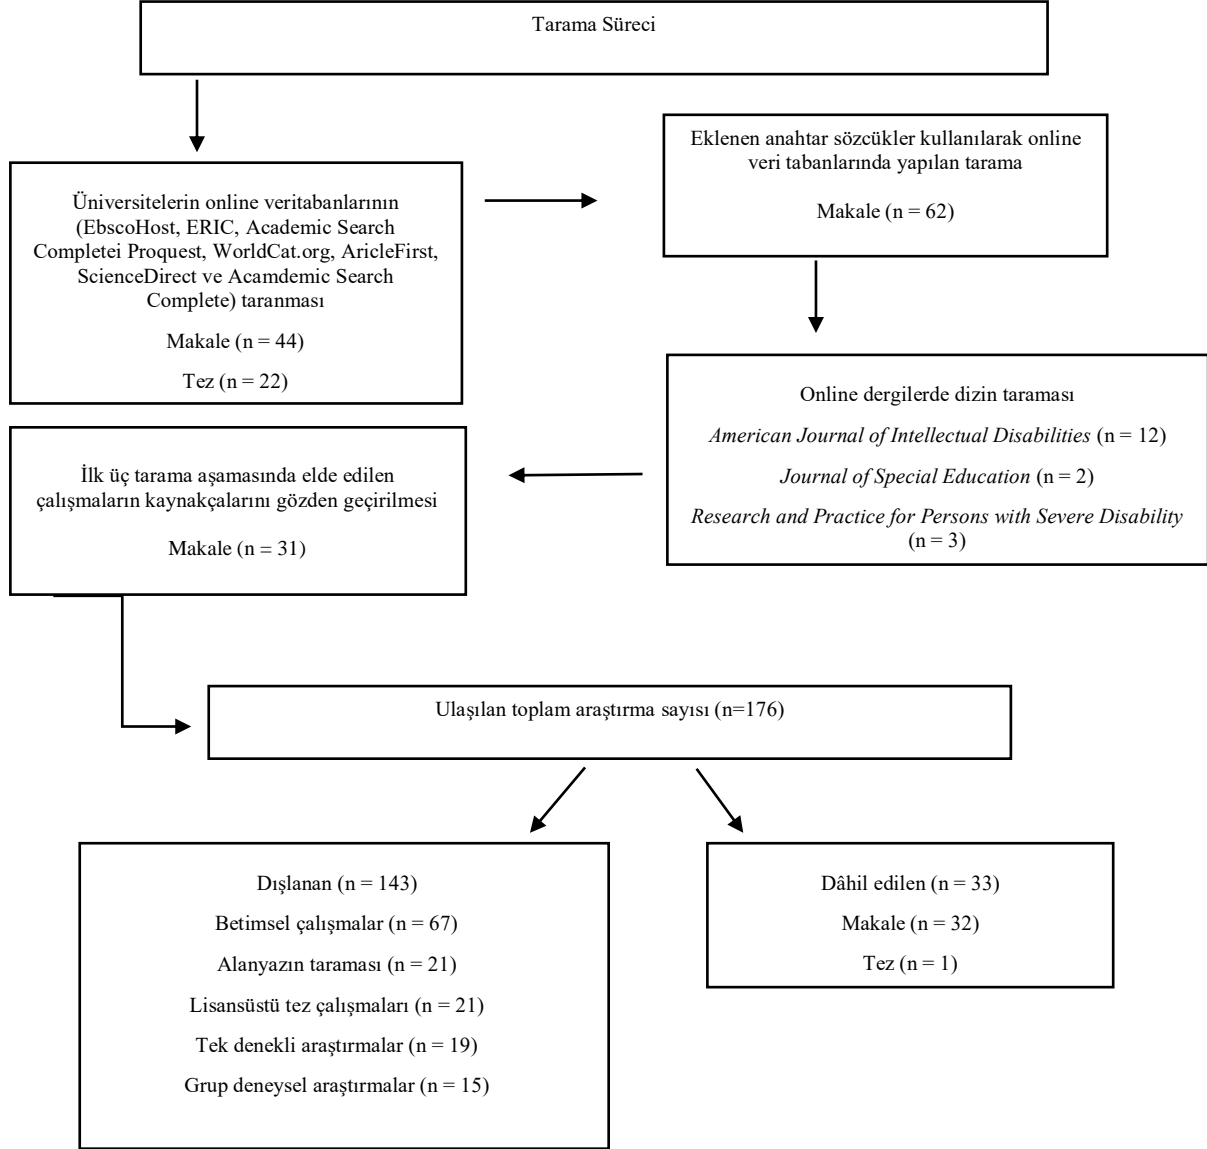 Tarama Süreci
Üniversitelerin online veritabanlarının
(EbscoHost, ERIC, Academic Search
Completei Proquest, WorldCat.org, AricleFirst,
ScienceDirect ve Acamdemic Search
Complete) taranması
Makale (n = 44)
Tez (n = 22)
Eklenen anahtar sözcükler kullanılarak online
veri tabanlarında yapılan tarama
Makale (n = 62)
Online dergilerde dizin taraması
American Journal of Intellectual Disabilities (n = 12)
Journal of Special Education (n = 2)
Research and Practice for Persons with Severe Disability
(n = 3)
İlk üç tarama aşamasında elde edilen
çalışmaların kaynakçalarını gözden geçirilmesi
Makale (n = 31)
Ulaşılan toplam araştırma sayısı (n=176)
Dışlanan (n = 143)
Betimsel çalışmalar (n = 67)
Alanyazın taraması (n = 21)
Lisansüstü tez çalışmaları (n = 21)
Tek denekli araştırmalar (n = 19)
Grup deneysel araştırmalar (n = 15)
Dâhil edilen (n = 33)
Makale (n = 32)
Tez (n = 1)